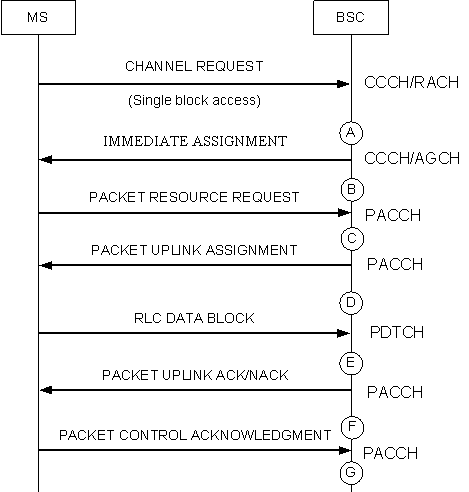 MS BSC
CHANNEL REQUEST
CCCH/RACH
(Single block access)
A
IMMEDIATE ASSIGNMENT
CCCH/AGCH
B
PACKET RESOURCE REQUEST
PACCH
C
PACKET UPLINK ASSIGNMENT
PACCH
D
RLC DATA BLOCK
PDTCH
E
PACKET UPLINK ACK/NACK
PACCH
F
PACKET CONTROL ACKNOWLEDGMENT
PACCH
G